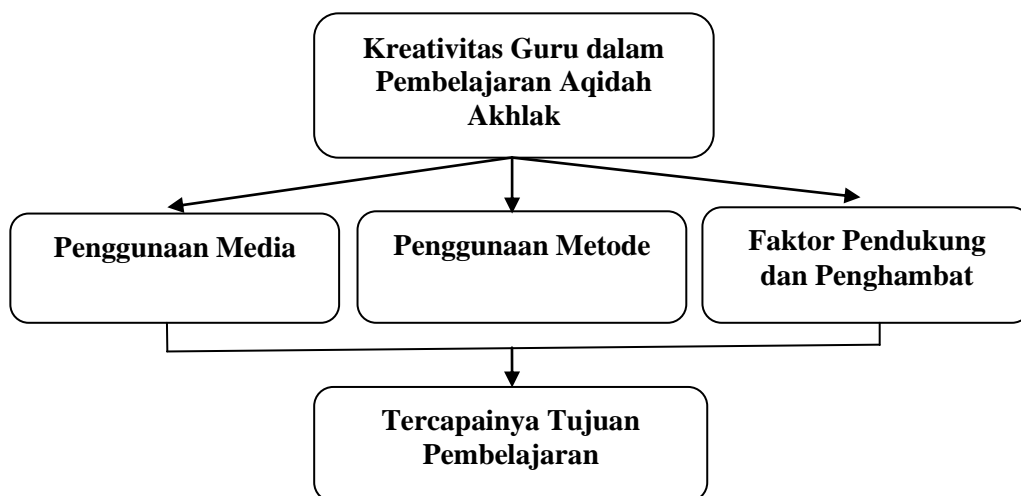 Kreativitas Guru dalam
Pembelajaran Aqidah
Akhlak
Penggunaan Media
Penggunaan Metode
Faktor Pendukung
dan Penghambat
Tercapainya Tujuan
Pembelajaran